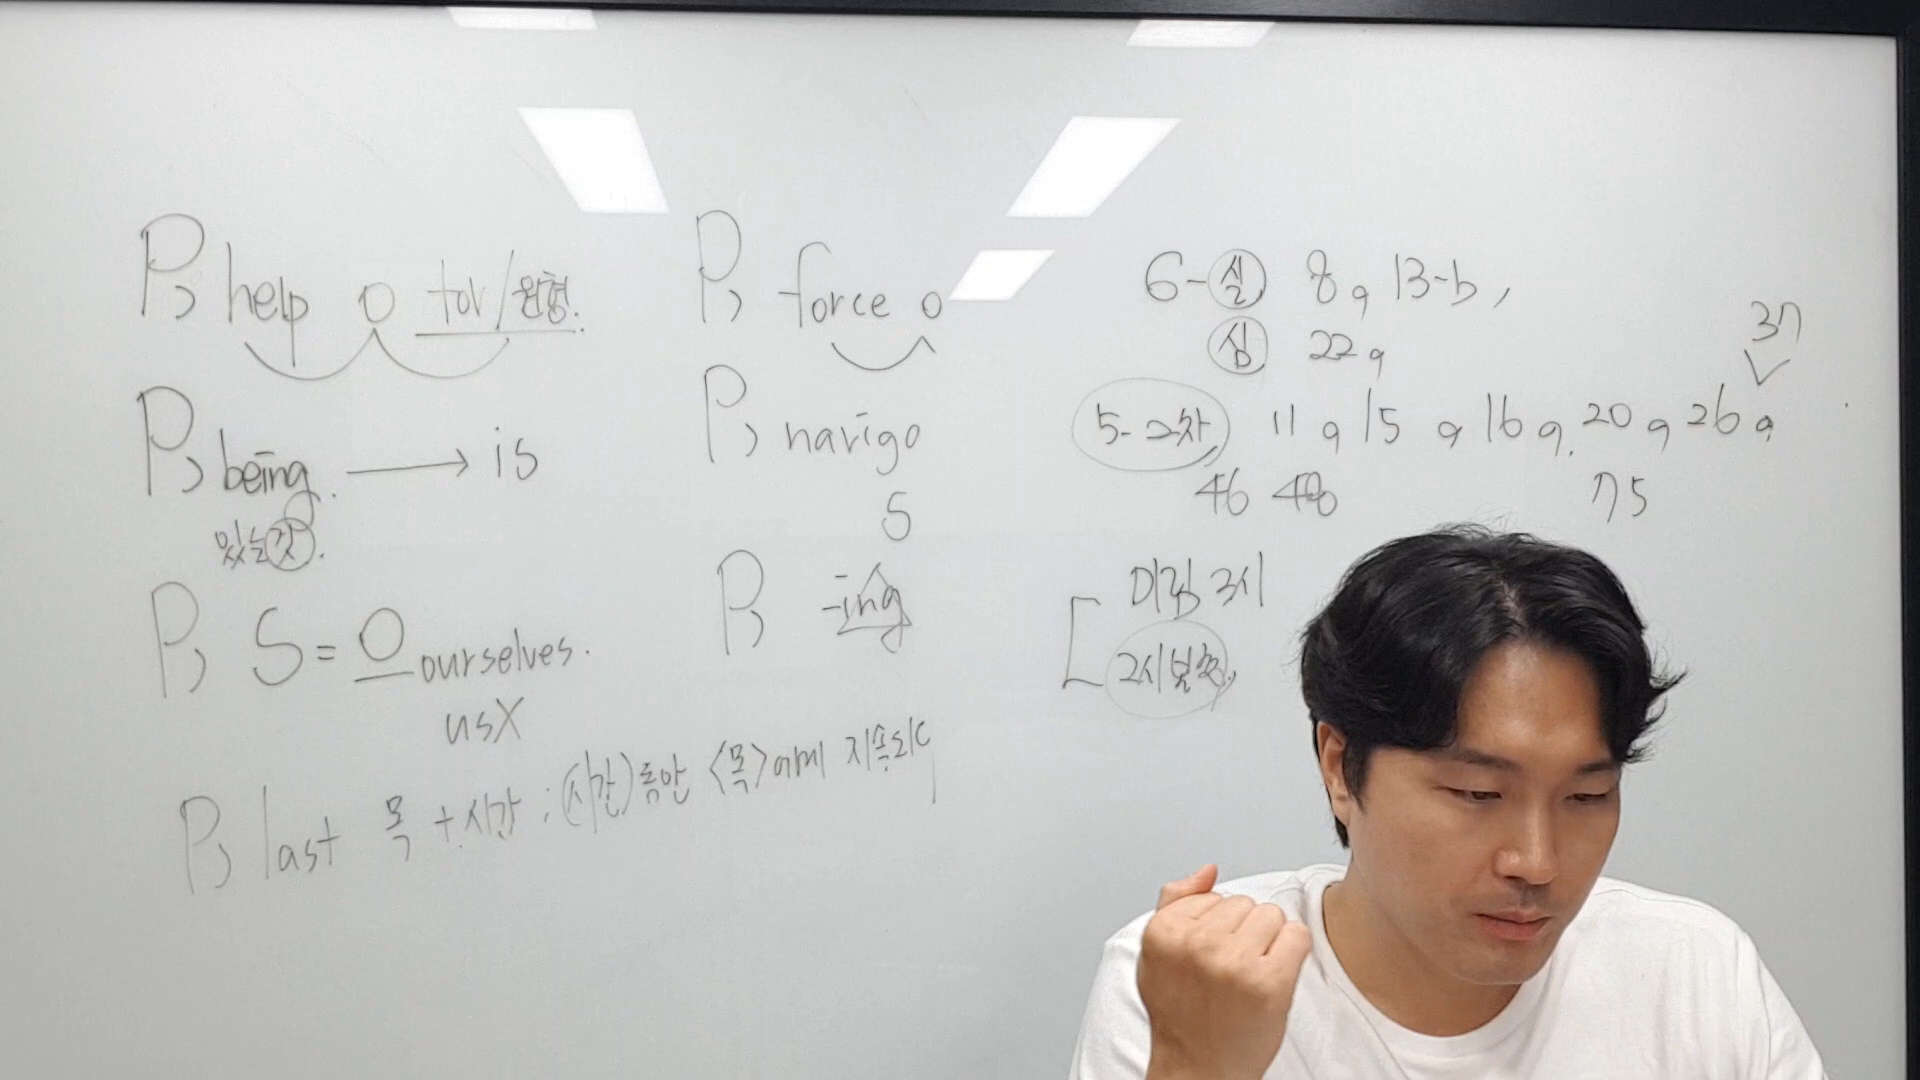 P, help O to V/원형.
P, being. → is
있는 것.
P, S = O ourselves.
us X
P, last 목 + 시간 : (시간)동안 <목>에게 지속되다
P, force O
P,
S
P, -ing
6-실 8, 13-b,
심 22,
37
5-2차 11, 15, 16, 20, 26,
46 48 75
미정 3시
2시 보충,